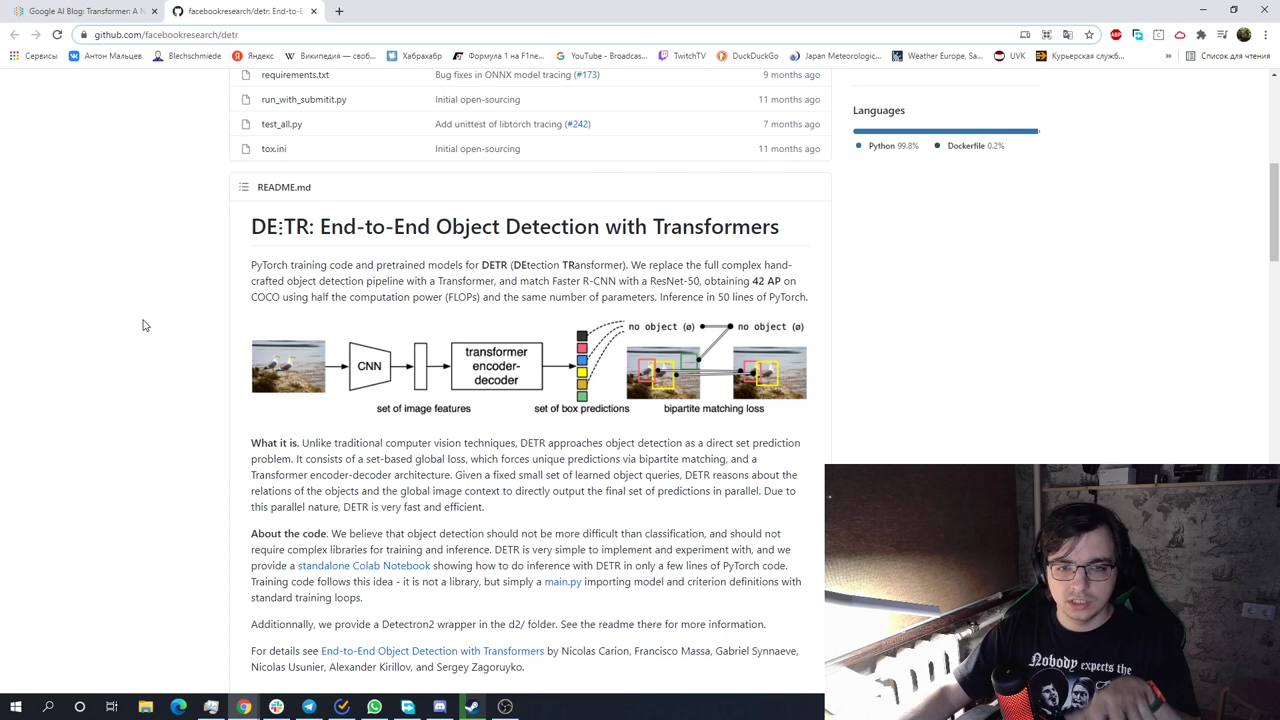 Google AI Blog: Transformer: A N
facebookresearch/detr: End-to-E
github.com/facebookresearch/detr
Сервисы
Антон Мальцев
Blechschmiede
Яндекс
Википедия — своб...
Хабрахабр
Формула 1 на F1ne...
YouTube - Broadcas...
TwitchTV
DuckDuckGo
Japan Meteorologic...
Weather Europe, Sa...
UVK
Курьерская служб...
»
Список для чтения
requirements.txt Bug fixes in ONNX model tracing (#173) 9 months ago
run_with_submitit.py Initial open-sourcing 11 months ago
test_all.py Add unittest of libtorch tracing (#242) 7 months ago
tox.ini Initial open-sourcing 11 months ago
Languages
Python 99.8% Dockerfile 0.2%
README.md
DE⫶TR: End-to-End Object Detection with Transformers
PyTorch training code and pretrained models for DETR (DEtection TRansformer). We replace the full complex hand-
crafted object detection pipeline with a Transformer, and match Faster R-CNN with a ResNet-50, obtaining 42 AP on
COCO using half the computation power (FLOPs) and the same number of parameters. Inference in 50 lines of PyTorch.
no object (ø)
no object (ø)
CNN
transformer
encoder-
decoder
set of image features
set of box predictions
bipartite matching loss
What it is. Unlike traditional computer vision techniques, DETR approaches object detection as a direct set prediction
problem. It consists of a set-based global loss, which forces unique predictions via bipartite matching, and a
Transformer encoder-decoder architecture. Given a fixed small set of learned object queries, DETR reasons about the
relations of the objects and the global image context to directly output the final set of predictions in parallel. Due to
this parallel nature, DETR is very fast and efficient.
About the code. We believe that object detection should not be more difficult than classification, and should not
require complex libraries for training and inference. DETR is very simple to implement and experiment with, and we
provide a standalone Colab Notebook showing how to do inference with DETR in only a few lines of PyTorch code.
Training code follows this idea - it is not a library, but simply a main.py importing model and criterion definitions with
standard training loops.
Additionnally, we provide a Detectron2 wrapper in the d2/ folder. See the readme there for more information.
For details see End-to-End Object Detection with Transformers by Nicolas Carion, Francisco Massa, Gabriel Synnaeve,
Nicolas Usunier, Alexander Kirillov, and Sergey Zagoruyko.
Nobody expects the